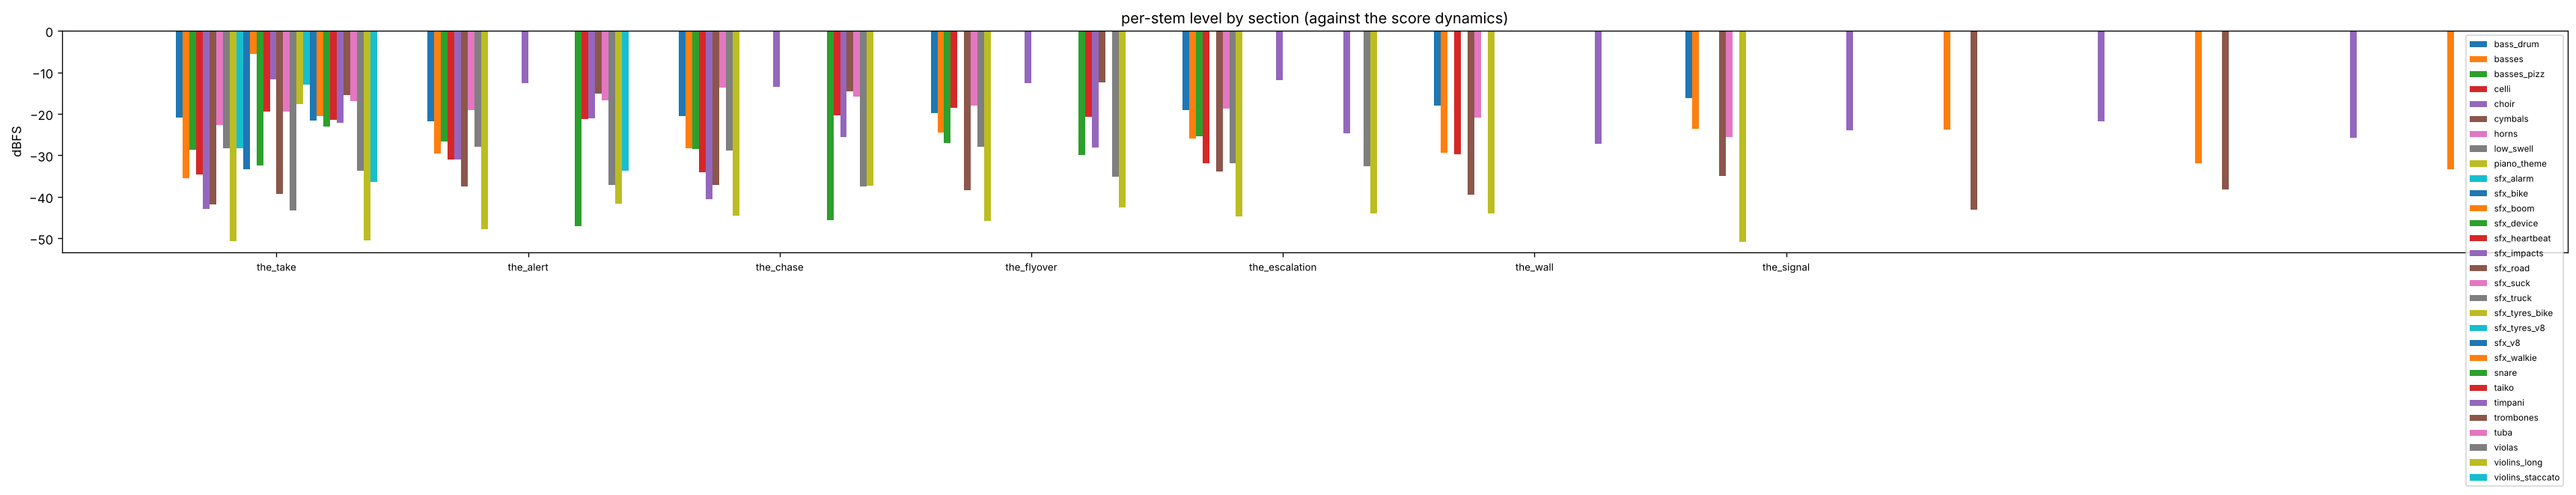 per-stem level by section (against the score dynamics)
dBFS
0
−10
−20
−30
−40
−50
the_take
the_alert
the_chase
the_flyover
the_escalation
the_wall
the_signal
bass_drum
basses
basses_pizz
celli
choir
cymbals
horns
low_swell
piano_theme
sfx_alarm
sfx_bike
sfx_boom
sfx_device
sfx_heartbeat
sfx_impacts
sfx_road
sfx_suck
sfx_truck
sfx_tyres_bike
sfx_tyres_v8
sfx_v8
sfx_walkie
snare
taiko
timpani
trombones
tuba
violas
violins_long
violins_staccato